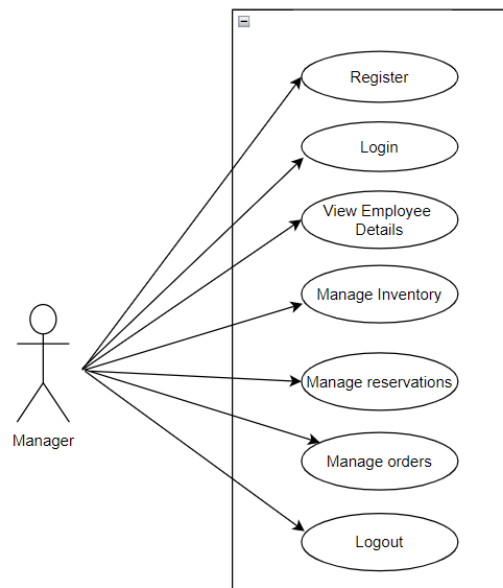 Register
Login
View Employee
Details
Manage Inventory
Manage reservations
Manager
Manage orders
Logout